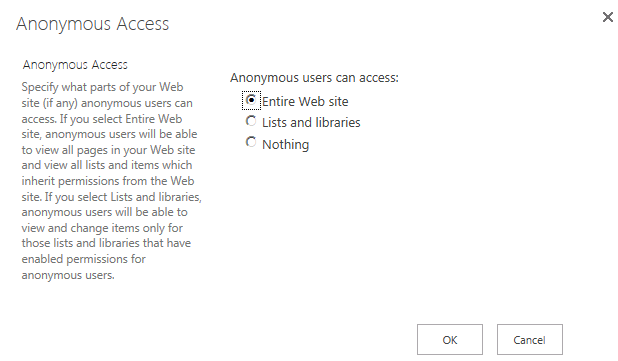 Anonymous Access
Anonymous Access
Specify what parts of your Web
site (if any) anonymous users can
access. If you select Entire Web
site, anonymous users will be able
to view all pages in your Web site
and view all lists and items which
inherit permissions from the Web
site. If you select Lists and libraries,
anonymous users will be able to
view and change items only for
those lists and libraries that have
enabled permissions for
anonymous users.
Anonymous users can access:
Entire Web site
Lists and libraries
Nothing
OK
Cancel